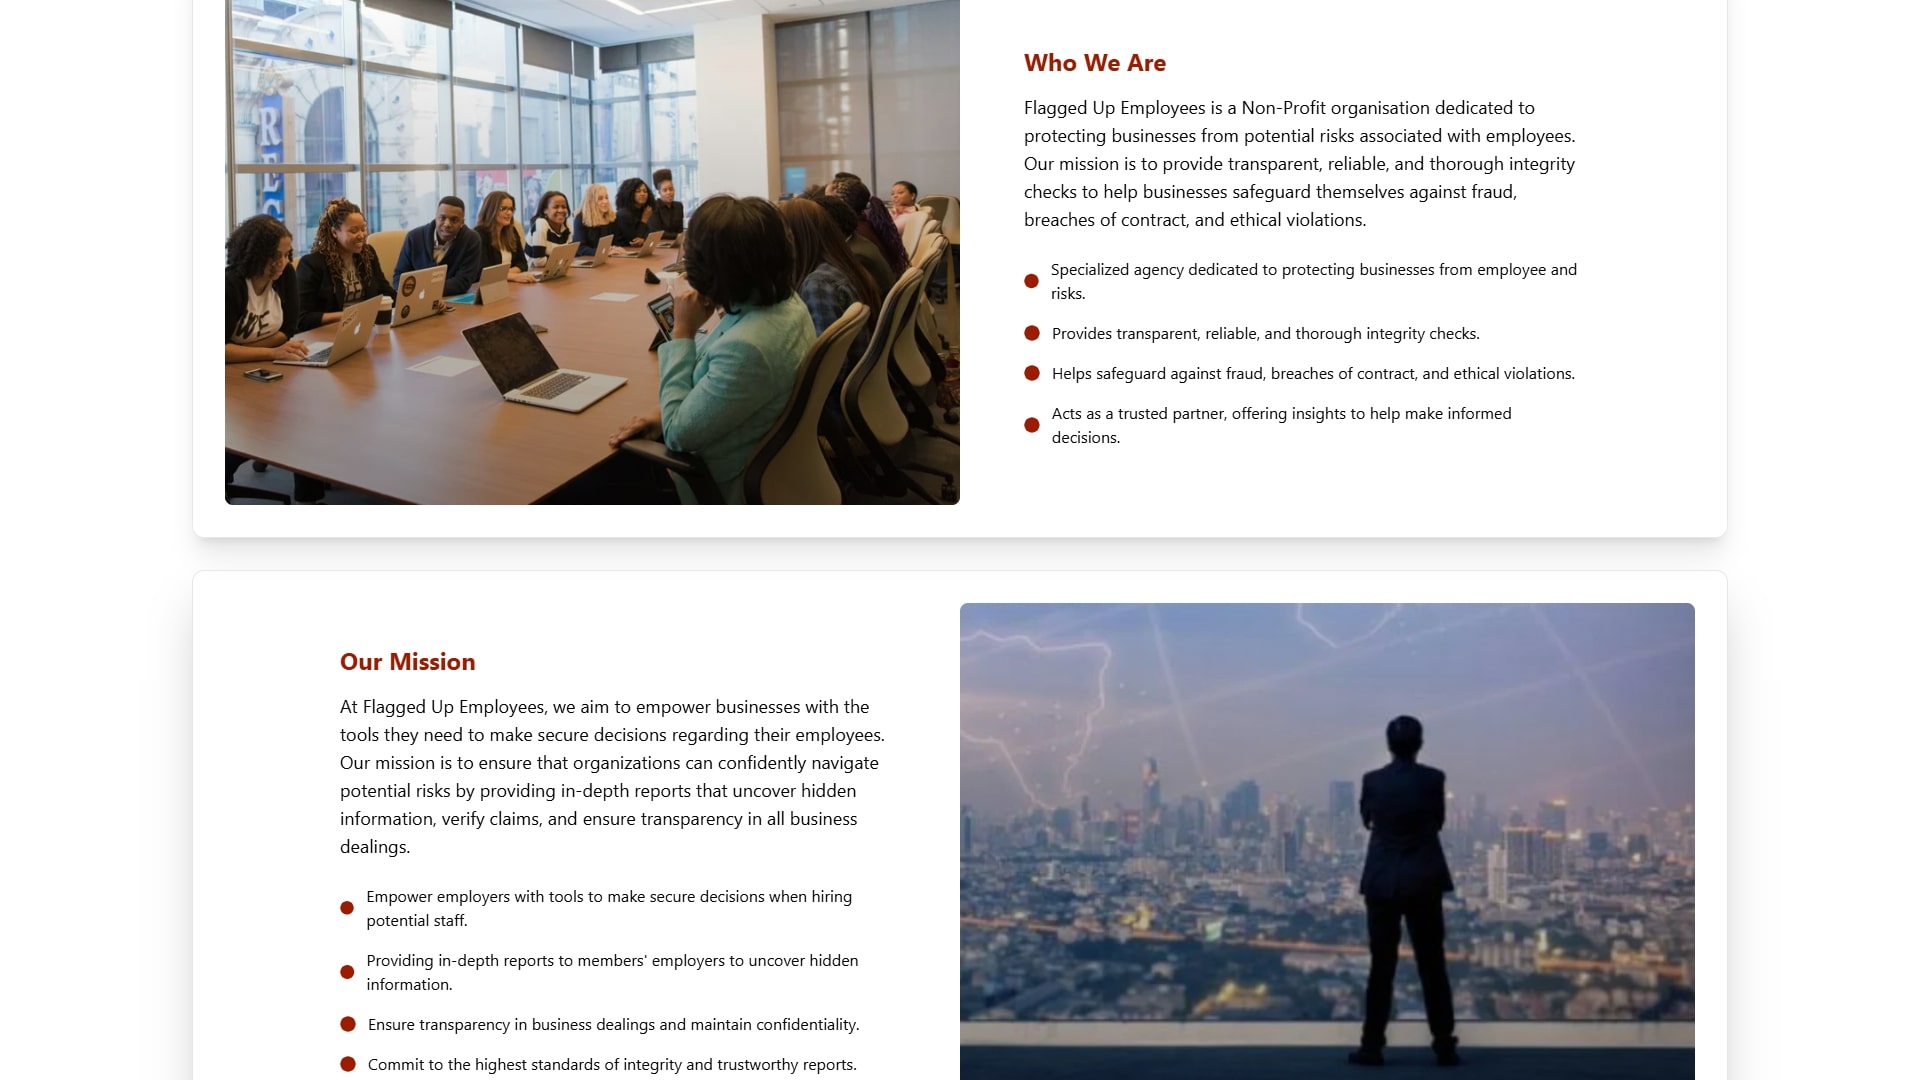 Who We Are
Flagged Up Employees is a Non-Profit organisation dedicated to
protecting businesses from potential risks associated with employees.
Our mission is to provide transparent, reliable, and thorough integrity
checks to help businesses safeguard themselves against fraud,
breaches of contract, and ethical violations.
Specialized agency dedicated to protecting businesses from employee and
risks.
Provides transparent, reliable, and thorough integrity checks.
Helps safeguard against fraud, breaches of contract, and ethical violations.
Acts as a trusted partner, offering insights to help make informed
decisions.
Our Mission
At Flagged Up Employees, we aim to empower businesses with the
tools they need to make secure decisions regarding their employees.
Our mission is to ensure that organizations can confidently navigate
potential risks by providing in-depth reports that uncover hidden
information, verify claims, and ensure transparency in all business
dealings.
Empower employers with tools to make secure decisions when hiring
potential staff.
Providing in-depth reports to members' employers to uncover hidden
information.
Ensure transparency in business dealings and maintain confidentiality.
Commit to the highest standards of integrity and trustworthy reports.